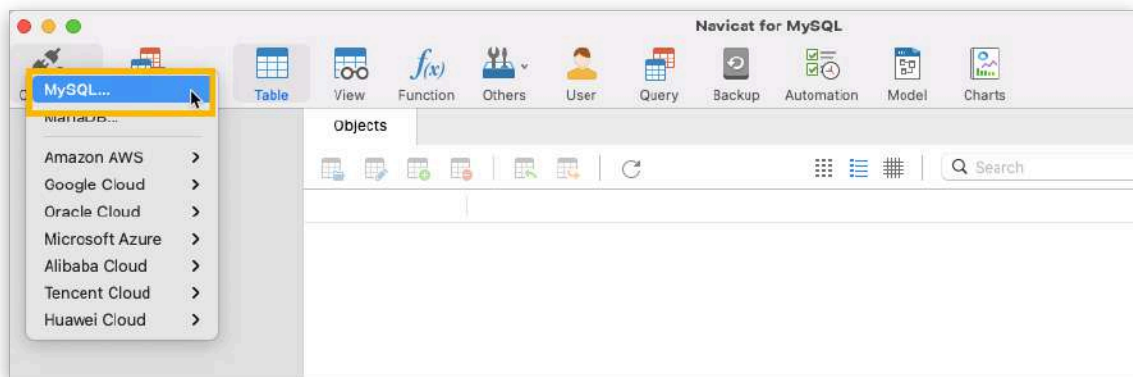 Navicat for MySQL
Table
View
Function
Others
User
Query
Backup
Automation
Model
Charts
MySQL...
MariaDB...
Amazon AWS
Google Cloud
Oracle Cloud
Microsoft Azure
Alibaba Cloud
Tencent Cloud
Huawei Cloud
Objects
Search